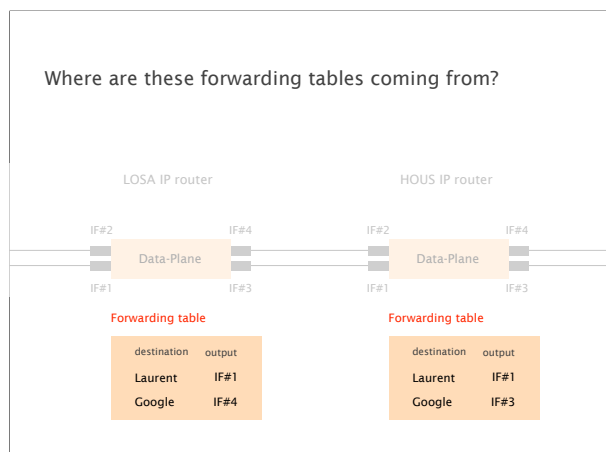 Where are these forwarding tables coming from?
LOSA IP router HOUS IP router
IF#2 IF#4 IF#2 IF#4
Data-Plane Data-Plane
IF#1 IF#3 IF#1 IF#3
Forwarding table Forwarding table
destination output destination output
Laurent IF#1 Laurent IF#1
Google IF#4 Google IF#3